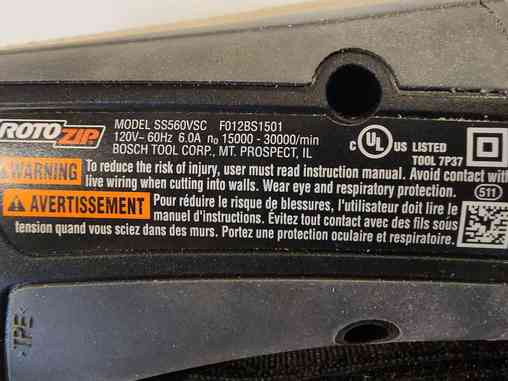 ROTOZIP MODEL SS560VSC F012BS1501
120V~ 60Hz 6.0A n₀ 15000 - 30000/min
BOSCH TOOL CORP., MT. PROSPECT, IL
C UL US LISTED
TOOL 7P37
WARNING To reduce the risk of injury, user must read instruction manual. Avoid contact with
live wiring when cutting into walls. Wear eye and respiratory protection.
511
AVERTISSEMENT Pour réduire le risque de blessures, l'utilisateur doit lire le
manuel d'instructions. Évitez tout contact avec des fils sous
tension quand vous sciez dans des murs. Portez une protection oculaire et respiratoire.
TPE